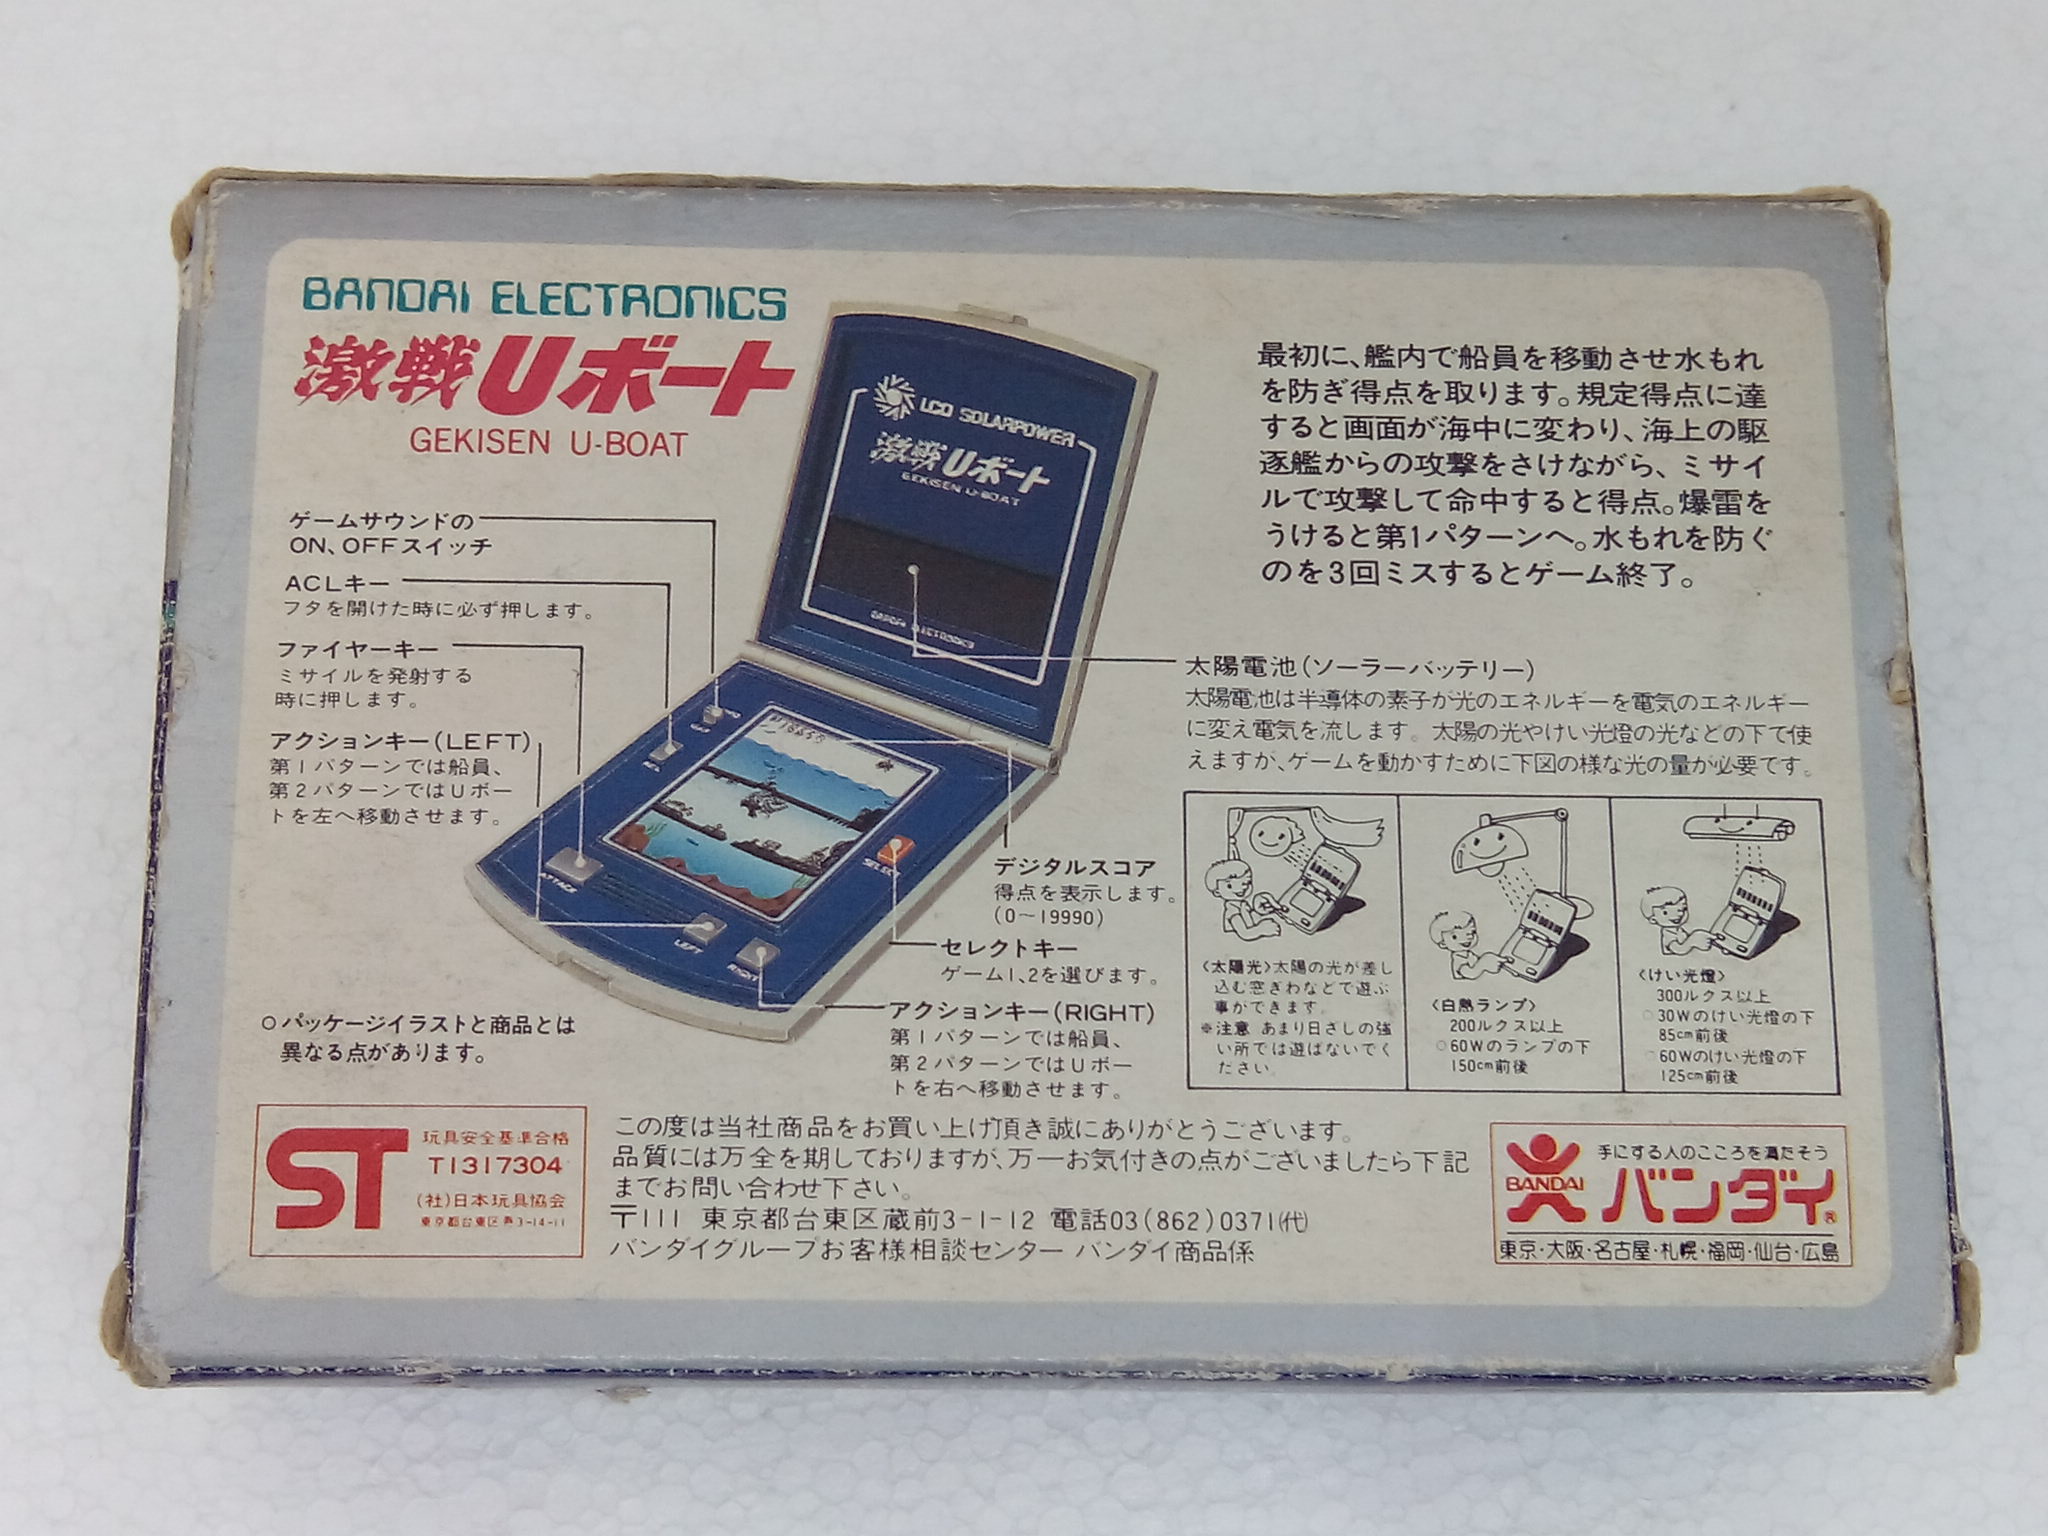 BANDAI ELECTRONICS
激戦Uボート
GEKISEN U-BOAT
LCD SOLARPOWER
激戦Uボート
GEKISEN U-BOAT
BANDAI ELECTRONICS
最初に、艦内で船員を移動させ水もれ
を防ぎ得点を取ります。規定得点に達
すると画面が海中に変わり、海上の駆
逐艦からの攻撃をさけながら、ミサイ
ルで攻撃して命中すると得点。爆雷を
うけると第1パターンへ。水もれを防ぐ
のを3回ミスするとゲーム終了。
ゲームサウンドの
ON、OFFスイッチ
ACLキー
フタを開けた時に必ず押します。
ファイヤーキー
ミサイルを発射する
時に押します。
アクションキー(LEFT)
第1パターンでは船員、
第2パターンではUボー
トを左へ移動させます。
ATTACK
LEFT
RIGHT
SELECT
太陽電池(ソーラーバッテリー)
太陽電池は半導体の素子が光のエネルギーを電気のエネルギー
に変え電気を流します。太陽の光やけい光燈の光などの下で使
えますが、ゲームを動かすために下図の様な光の量が必要です。
デジタルスコア
得点を表示します。
(0〜19990)
セレクトキー
ゲーム1、2を選びます。
アクションキー(RIGHT)
第1パターンでは船員、
第2パターンではUボー
トを右へ移動させます。
〈太陽光〉太陽の光が差し
込む窓ぎわなどで遊ぶ
事ができます。
※注意 あまり日ざしの強
い所では遊ばないでく
ださい。
〈白熱ランプ〉
200ルクス以上
○60Wのランプの下
150cm前後
〈けい光燈〉
300ルクス以上
○30Wのけい光燈の下
85cm前後
○60Wのけい光燈の下
125cm前後
○パッケージイラストと商品とは
異なる点があります。
ST
玩具安全基準合格
T1317304
(社)日本玩具協会
この度は当社商品をお買い上げ頂き誠にありがとうございます。
品質には万全を期しておりますが、万一お気付きの点がございましたら下記
までお問い合わせ下さい。
〒111 東京都台東区蔵前3-1-12 電話03(862)0371(代)
バンダイグループお客様相談センター バンダイ商品係
手にする人のこころを満たそう
BANDAI
バンダイ®
東京・大阪・名古屋・札幌・福岡・仙台・広島